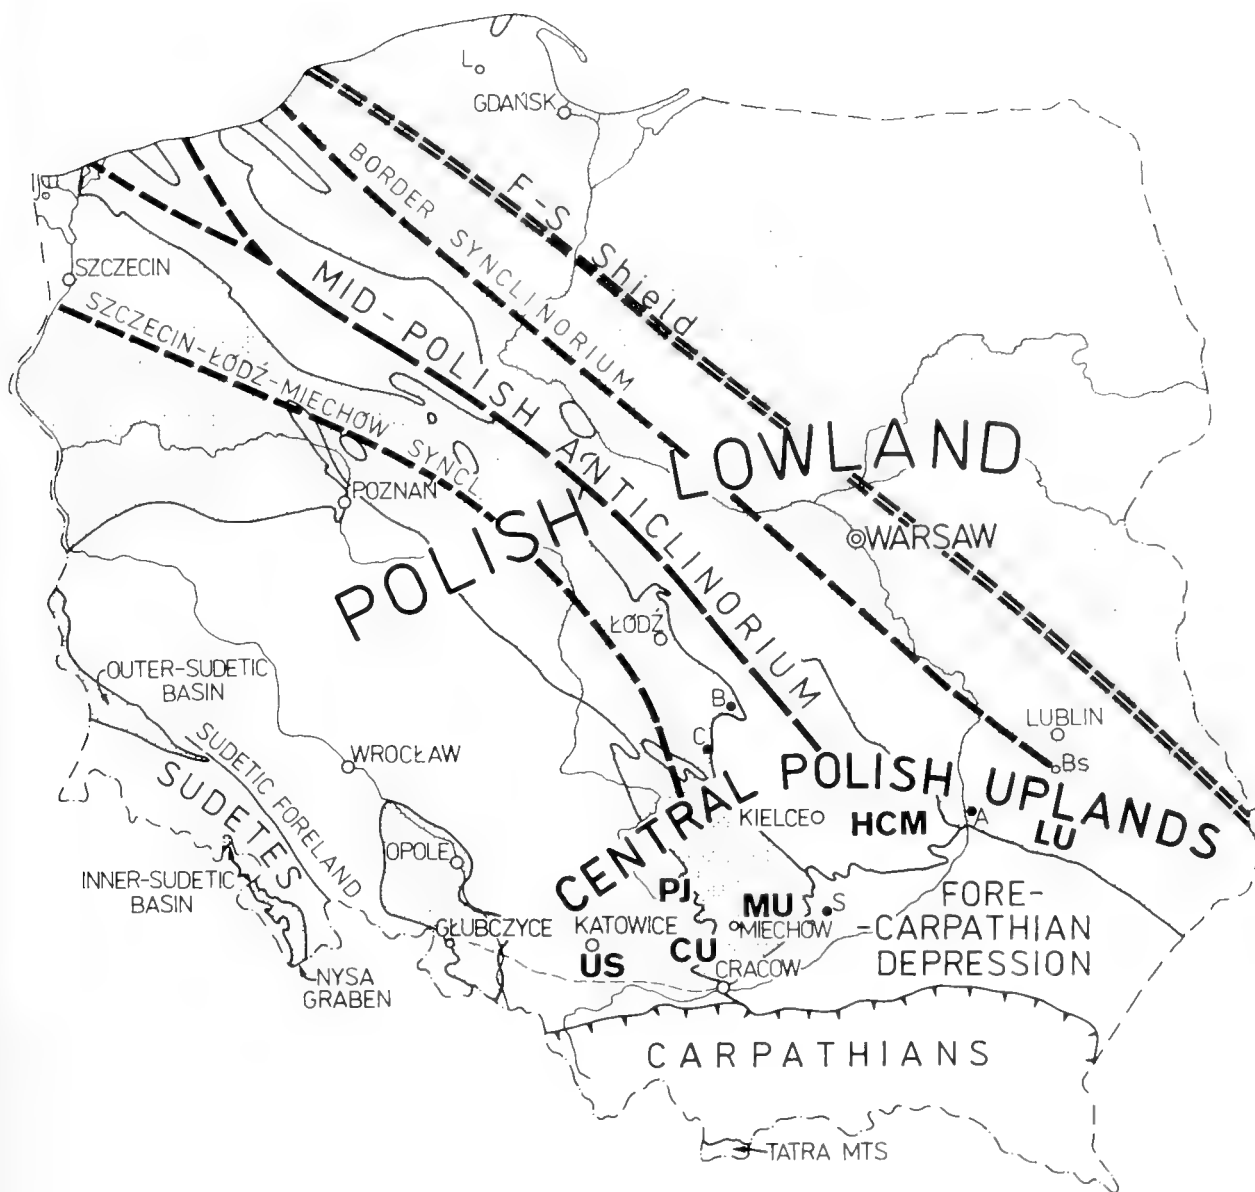 L
GDAŃSK
F-S Shield
BORDER SYNCLINORIUM
IJ
SZCZECIN
MID-POLISH ANTICLINORIUM
SZCZECIN-ŁÓDŹ-MIECHÓW SYNCL.
POLISH LOWLAND
POZNAŃ
WARSAW
ŁÓDŹ
OUTER-SUDETIC
BASIN
B
LUBLIN
C
Bs
SUDETIC FORELAND
WROCŁAW
SUDETES
CENTRAL POLISH UPLANDS
KIELCE
HCM
A
LU
OPOLE
INNER-SUDETIC
BASIN
PJ
MU
S
FORE-
CARPATHIAN
DEPRESSION
GŁUBCZYCE
KATOWICE
MIECHÓW
US
CU
CRACOW
NYSA
GRABEN
CARPATHIANS
TATRA MTS